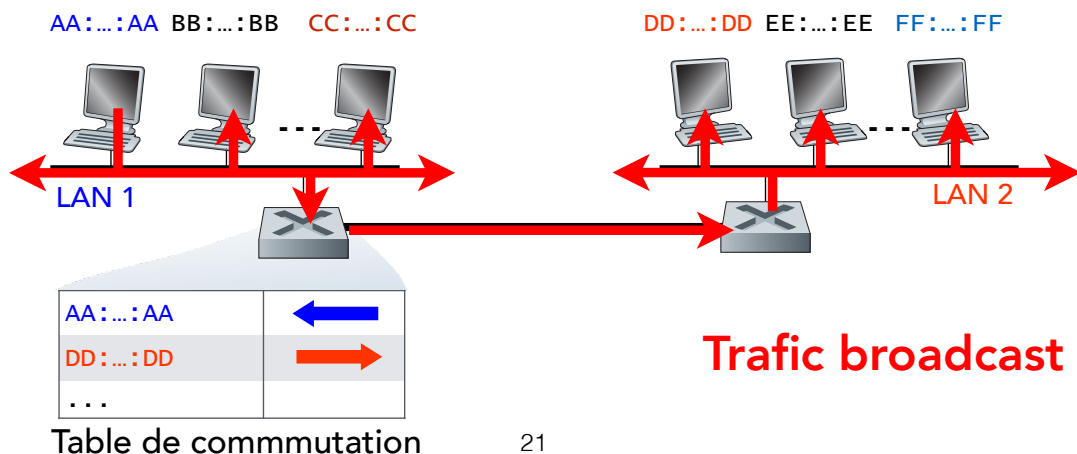 AA:…:AA BB:…:BB CC:…:CC DD:…:DD EE:…:EE FF:…:FF
LAN 1 LAN 2
AA:…:AA
DD:…:DD
...
Trafic broadcast
Table de commmutation
21